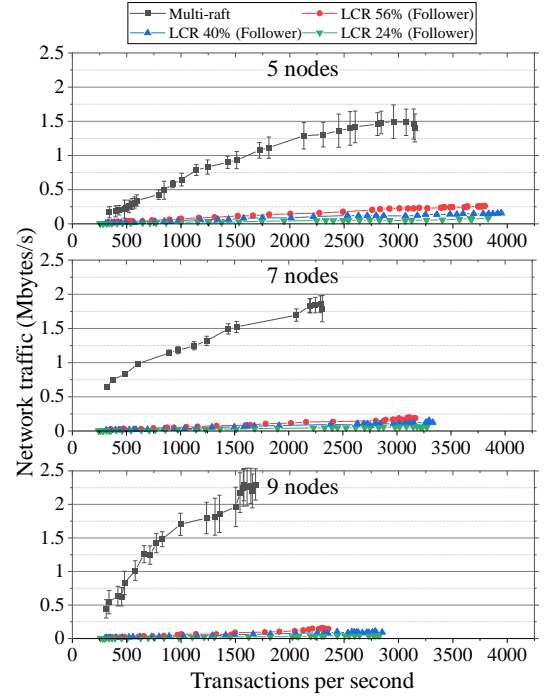 Multi-raft LCR 56% (Follower)
LCR 40% (Follower) LCR 24% (Follower)
5 nodes
2.5
2
1.5
1
0.5
0
500 1000 1500 2000 2500 3000 3500 4000
7 nodes
2.5
2
1.5
1
0.5
0
500 1000 1500 2000 2500 3000 3500 4000
9 nodes
2.5
2
1.5
1
0.5
0
500 1000 1500 2000 2500 3000 3500 4000
Network traffic (Mbytes/s)
Transactions per second